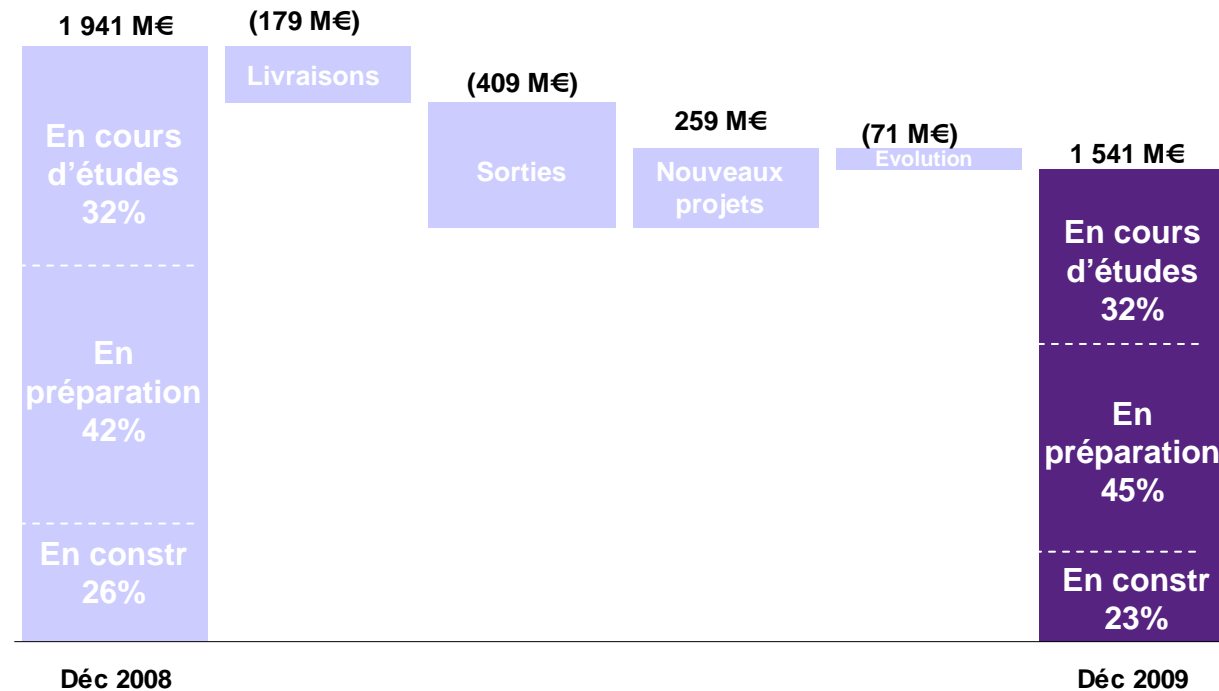 1 941 M€
En cours
d’études
32%
En
préparation
42%
En constr
26%
Déc 2008
(179 M€)
Livraisons
(409 M€)
Sorties
259 M€
Nouveaux
projets
(71 M€)
Evolution
1 541 M€
En cours
d’études
32%
En
préparation
45%
En constr
23%
Déc 2009